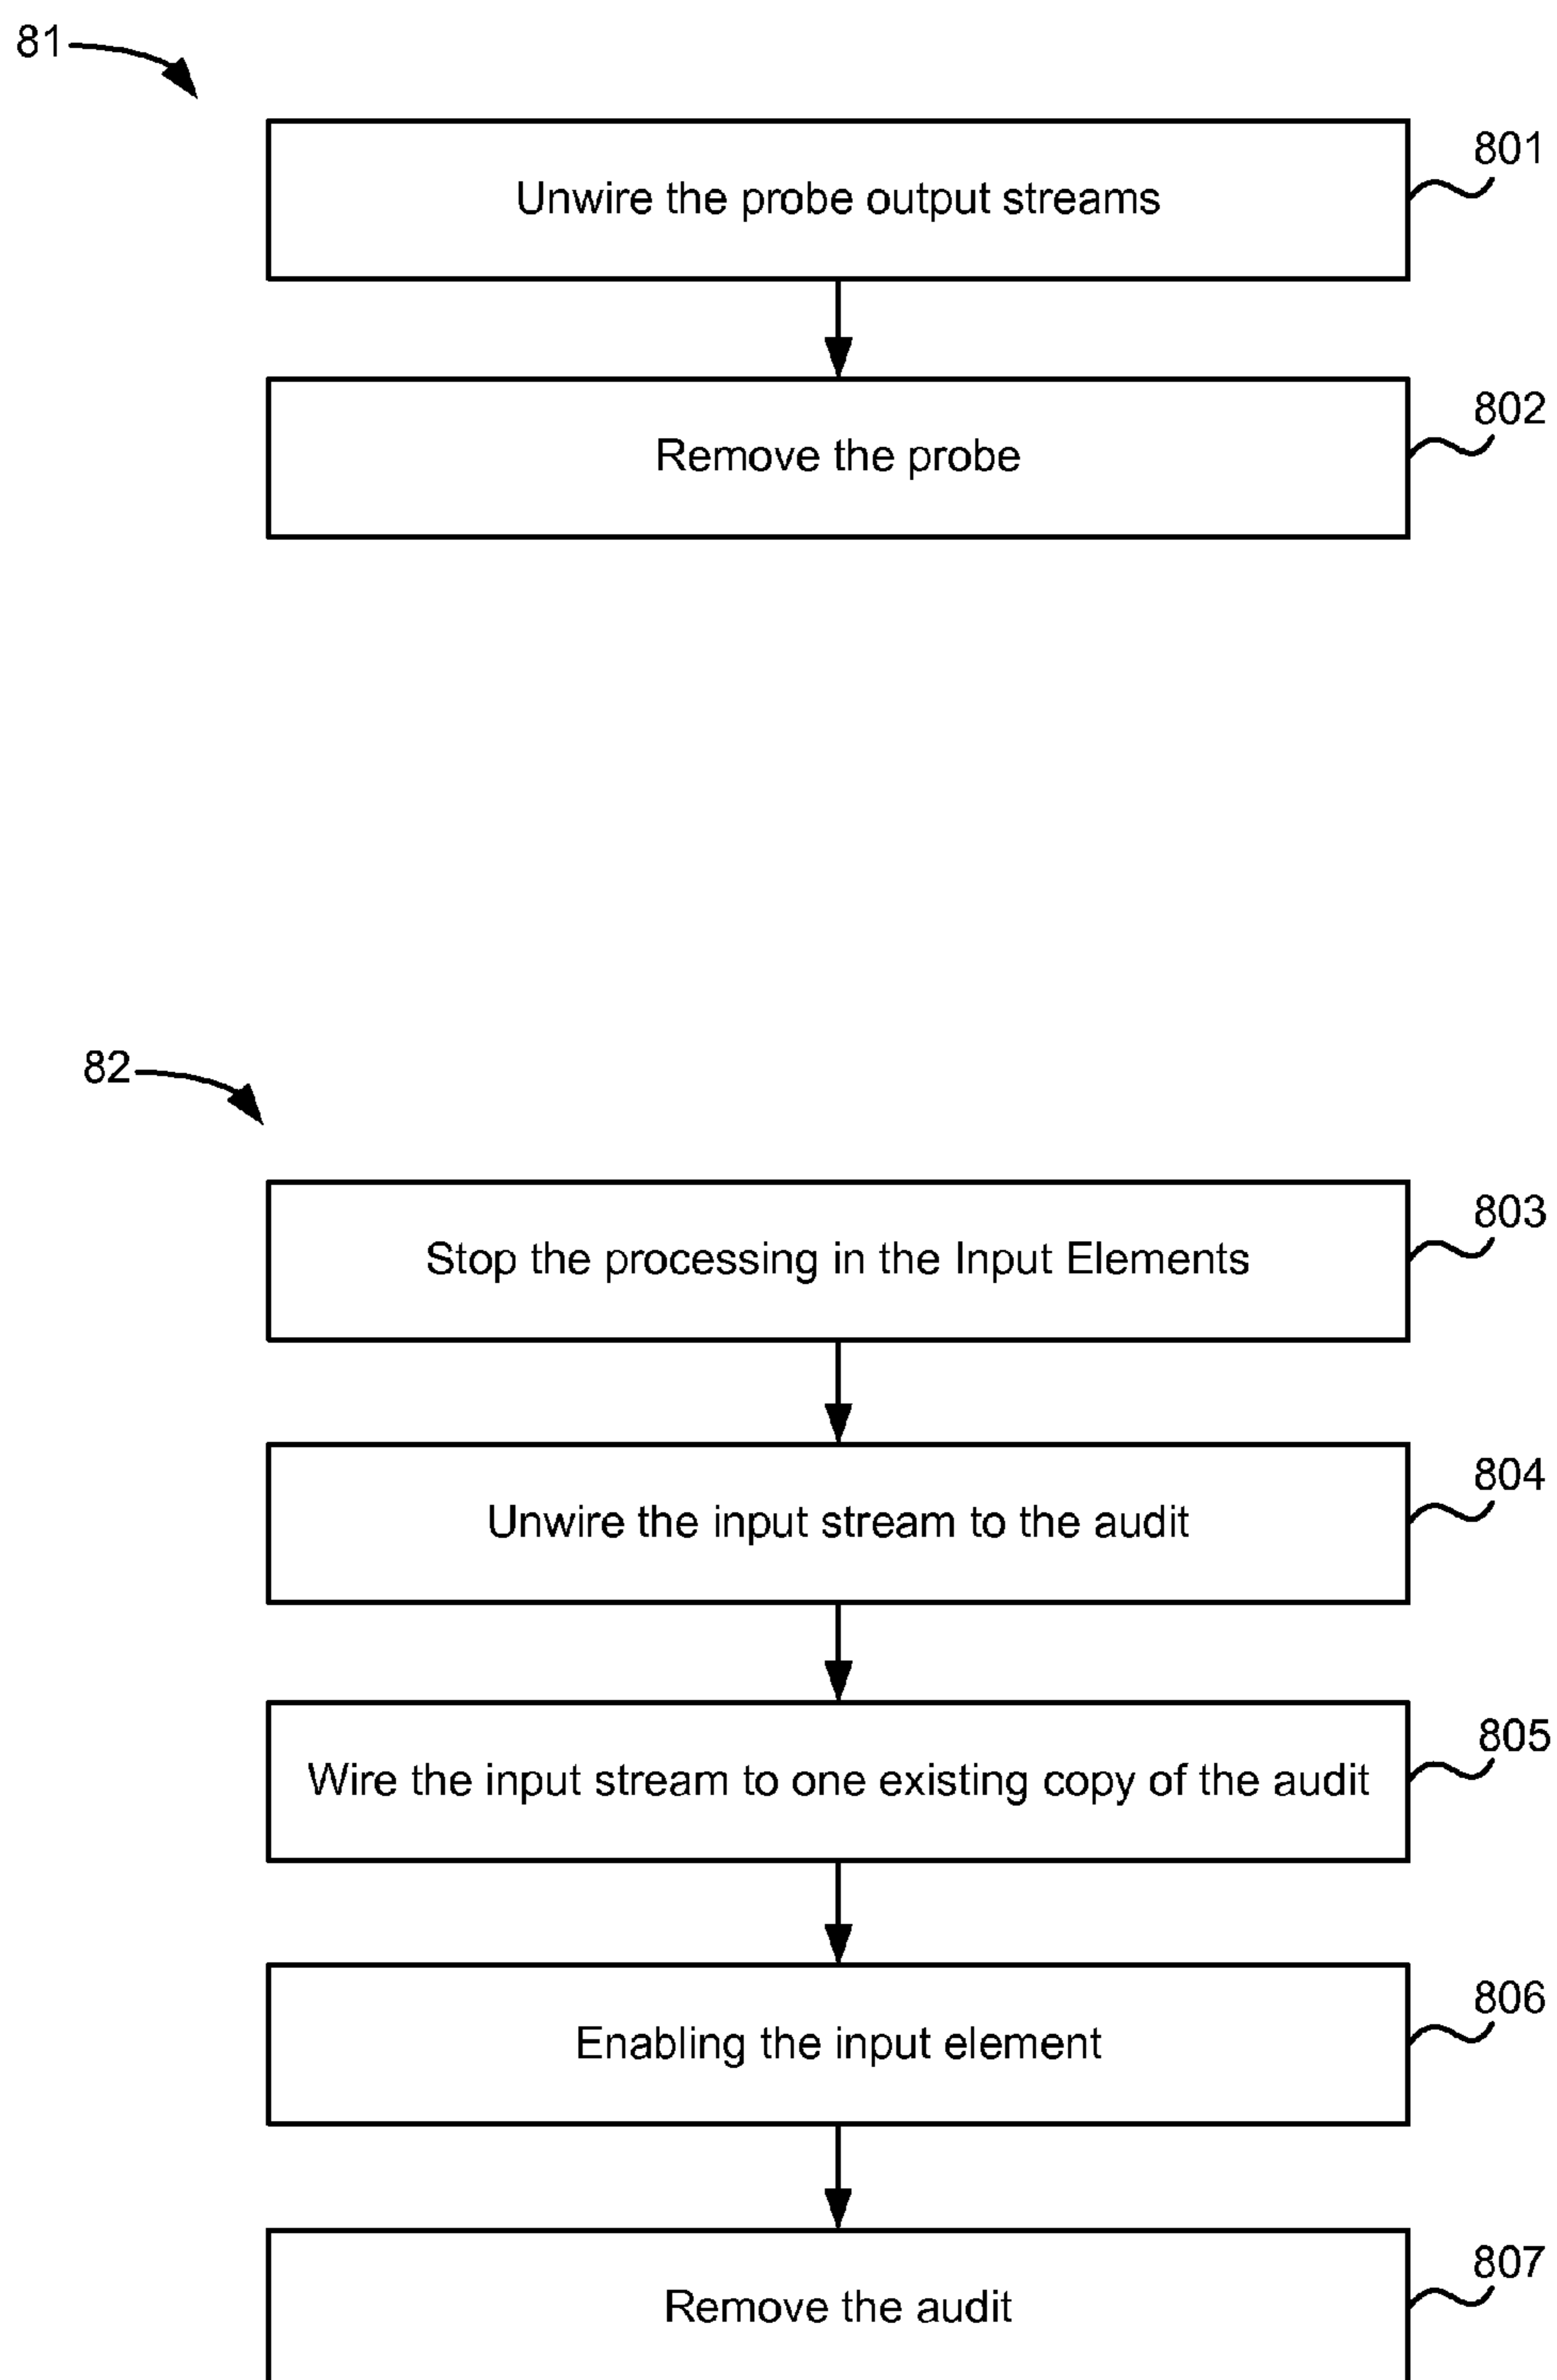 81
801
Unwire the probe output streams
802
Remove the probe
82
803
Stop the processing in the Input Elements
804
Unwire the input stream to the audit
805
Wire the input stream to one existing copy of the audit
806
Enabling the input element
807
Remove the audit